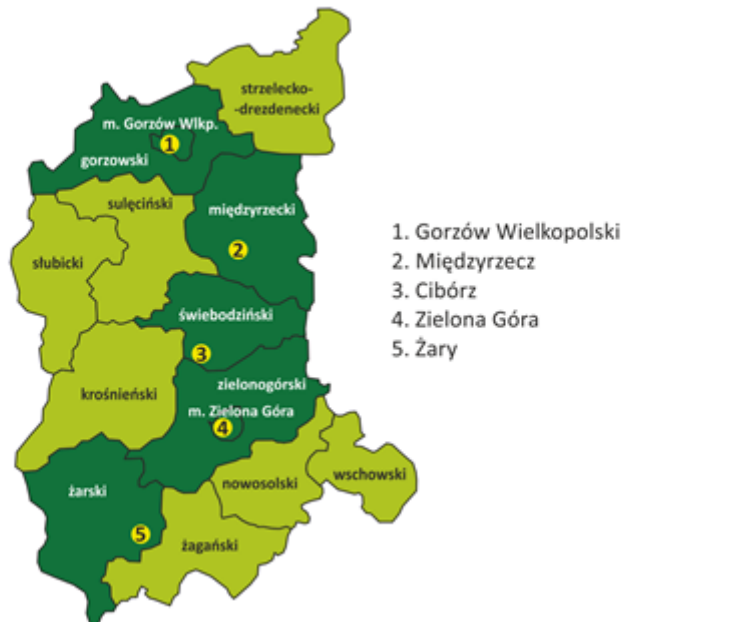 strzelecko-
-drezdenecki
m. Gorzów Wlkp.
1
gorzowski
sulęciński
międzyrzecki
2
słubicki
świebodziński
3
zielonogórski
krośnieński
m. Zielona Góra
4
żarski
nowosolski
wschowski
5
żagański
1. Gorzów Wielkopolski
2. Międzyrzecz
3. Cibórz
4. Zielona Góra
5. Żary